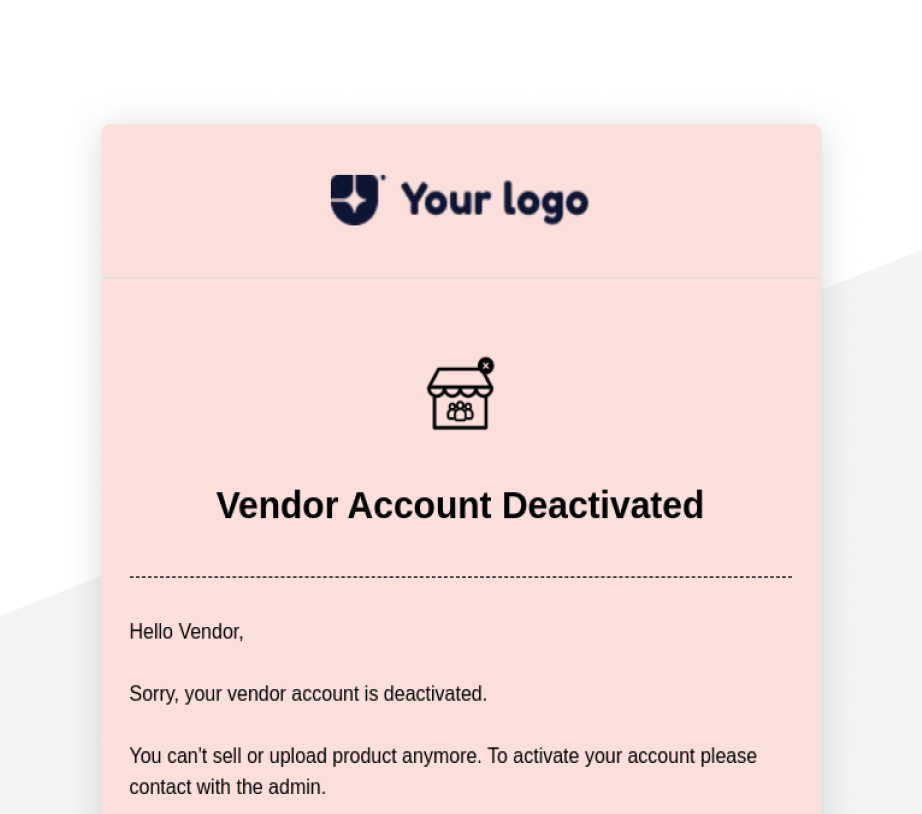 Your logo
Vendor Account Deactivated
Hello Vendor,
Sorry, your vendor account is deactivated.
You can't sell or upload product anymore. To activate your account please
contact with the admin.